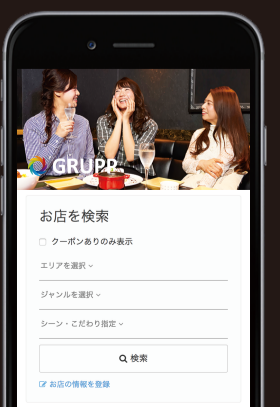 GRUPP
お店を検索
クーポンありのみ表示
エリアを選択
ジャンルを選択
シーン・こだわり指定
検索
お店の情報を登録